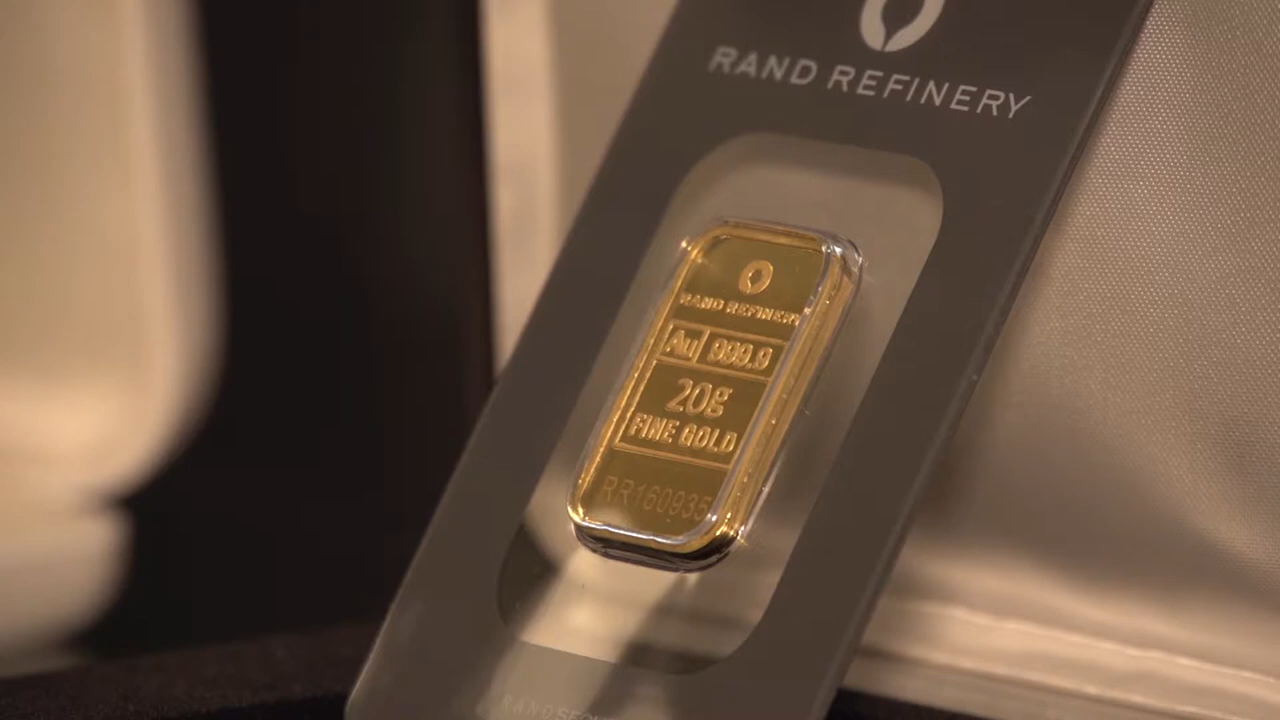 RAND REFINERY
RAND REFINERY
Au 999.9
20g
FINE GOLD
RR160935